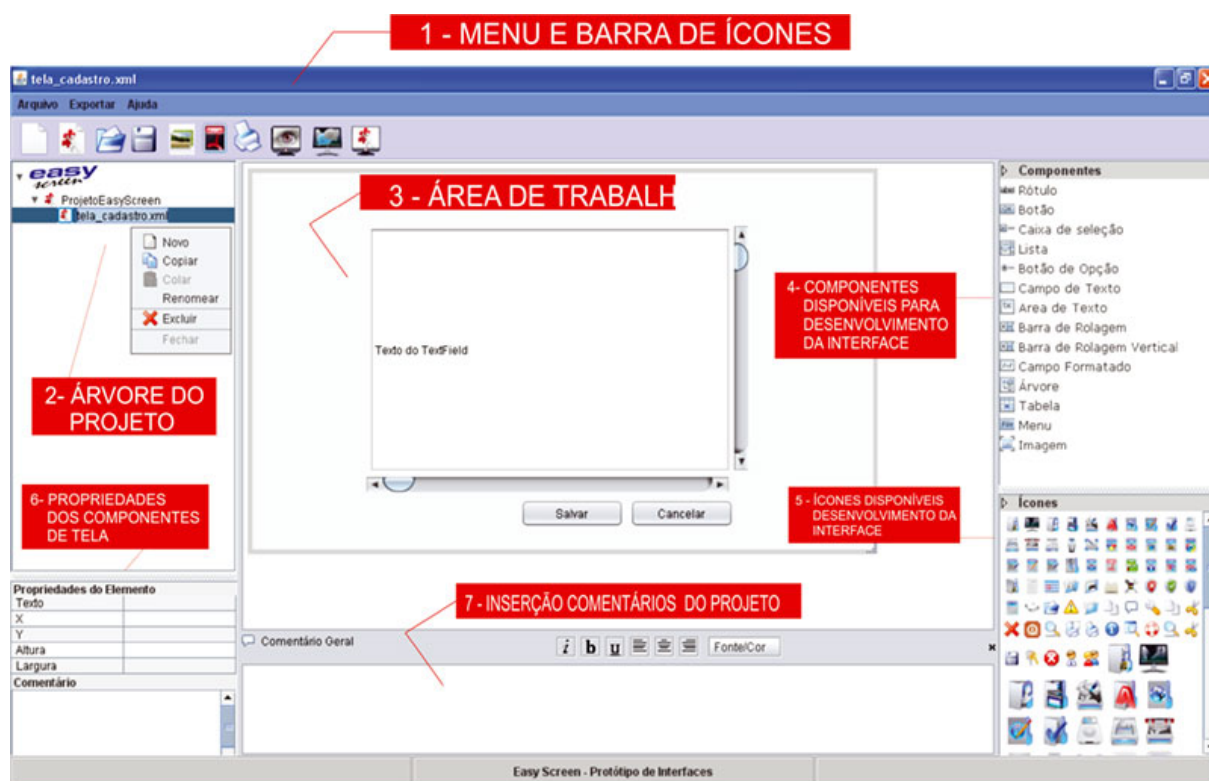 1 - MENU E BARRA DE ÍCONES
tela_cadastro.xml
Arquivo Exportar Ajuda
easy
screen
ProjetoEasyScreen
tela_cadastro.xml
Novo
Copiar
Colar
Renomear
Excluir
Fechar
2- ÁRVORE DO
PROJETO
6- PROPRIEDADES
DOS COMPONENTES
DE TELA
Propriedades do Elemento
Texto
X
Y
Altura
Largura
Comentário
3 - ÁREA DE TRABALH
Texto do TextField
Salvar
Cancelar
4- COMPONENTES
DISPONÍVEIS PARA
DESENVOLVIMENTO
DA INTERFACE
5 - ÍCONES DISPONÍVEIS
DESENVOLVIMENTO DA
INTERFACE
7 - INSERÇÃO COMENTÁRIOS DO PROJETO
Comentário Geral
i b u
Fonte/Cor
Componentes
Rótulo
Botão
Caixa de seleção
Lista
Botão de Opção
Campo de Texto
Area de Texto
Barra de Rolagem
Barra de Rolagem Vertical
Campo Formatado
Árvore
Tabela
Menu
Imagem
Ícones
Easy Screen - Protótipo de Interfaces